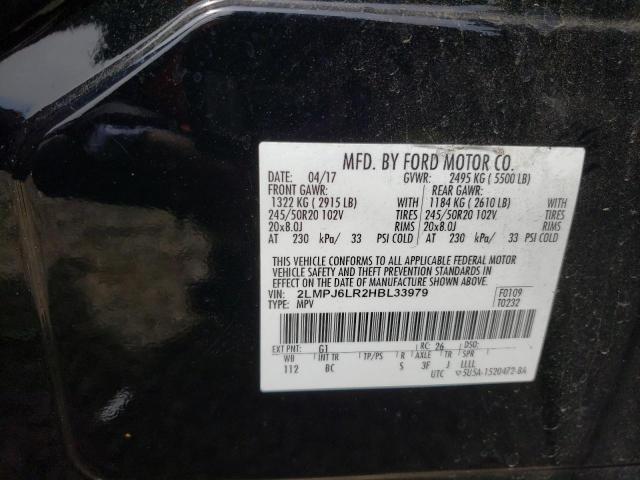 MFD. BY FORD MOTOR CO.
DATE: 04/17 GVWR: 2495 KG ( 5500 LB)
FRONT GAWR: REAR GAWR:
1322 KG ( 2915 LB) 1184 KG ( 2610 LB)
245/50R20 102V TIRES 245/50R20 102V TIRES
20x8.0J RIMS 20x8.0J RIMS
AT 230 kPa/ 33 PSI COLD AT 230 kPa/ 33 PSI COLD
THIS VEHICLE CONFORMS TO ALL APPLICABLE FEDERAL MOTOR
VEHICLE SAFETY AND THEFT PREVENTION STANDARDS IN
EFFECT ON THE DATE OF MANUFACTURE SHOWN ABOVE.
VIN: 2LMPJ6LR2HBL33979 F0109
TYPE: MPV T0232
EXT PNT: G1 RC: 26 DSO:
WB INT TR TP/PS R AXLE TR SPR
112 BC S 3F J LLLL
UTC 5U5A-1520472-BA